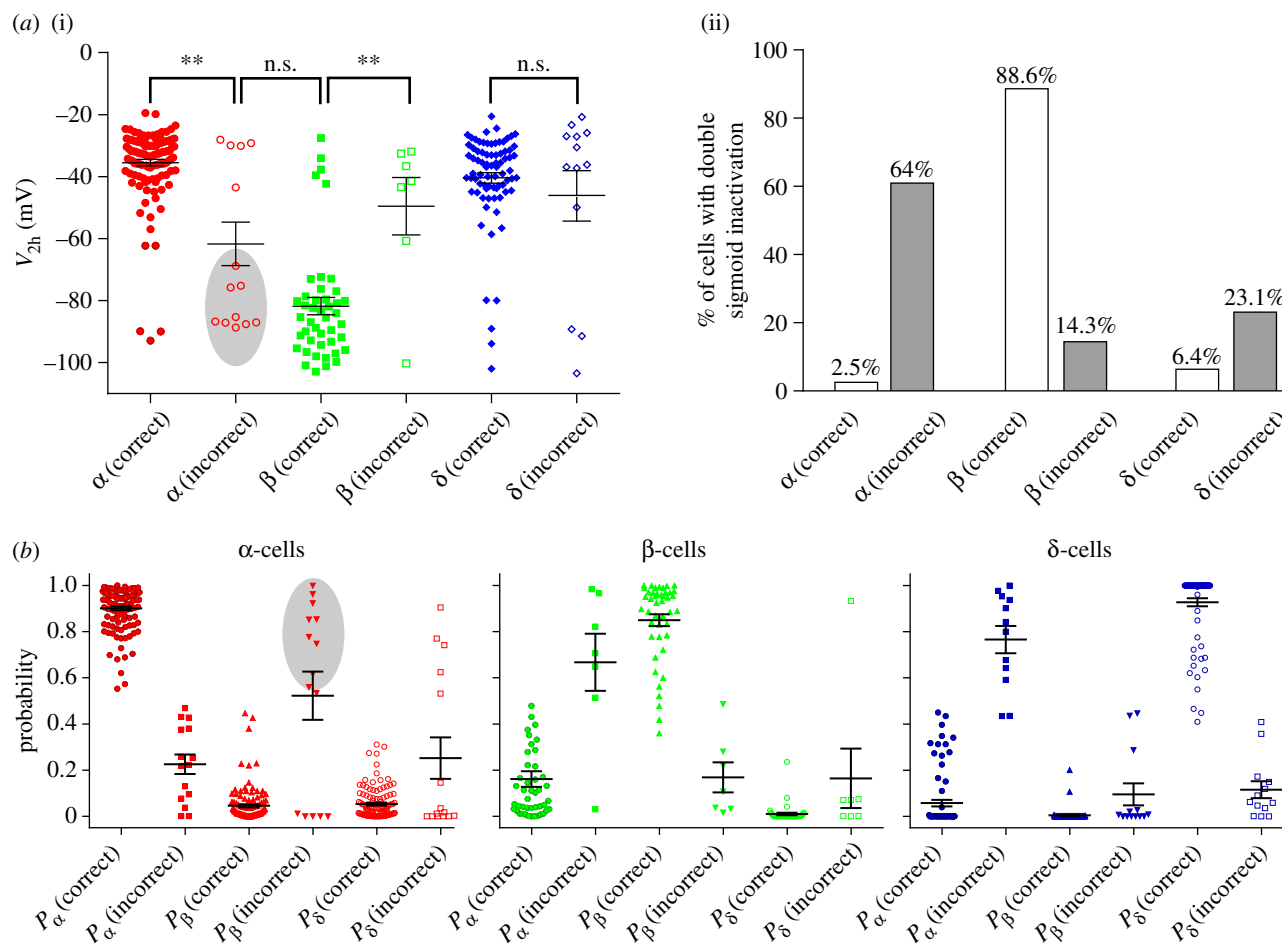 (a) (i)
(ii)
** n.s. ** n.s.
0
−20
−40
−60
−80
−100
V2h (mV)
α (correct)
α (incorrect)
β (correct)
β (incorrect)
δ (correct)
δ (incorrect)
100
80
60
40
20
0
% of cells with double
sigmoid inactivation
2.5%
64%
88.6%
14.3%
6.4%
23.1%
α (correct)
α (incorrect)
β (correct)
β (incorrect)
δ (correct)
δ (incorrect)
(b)
α-cells
β-cells
δ-cells
1.0
0.8
0.6
0.4
0.2
0
probability
Pα (correct)
Pα (incorrect)
Pβ (correct)
Pβ (incorrect)
Pδ (correct)
Pδ (incorrect)
Pα (correct)
Pα (incorrect)
Pβ (correct)
Pβ (incorrect)
Pδ (correct)
Pδ (incorrect)
Pα (correct)
Pα (incorrect)
Pβ (correct)
Pβ (incorrect)
Pδ (correct)
Pδ (incorrect)